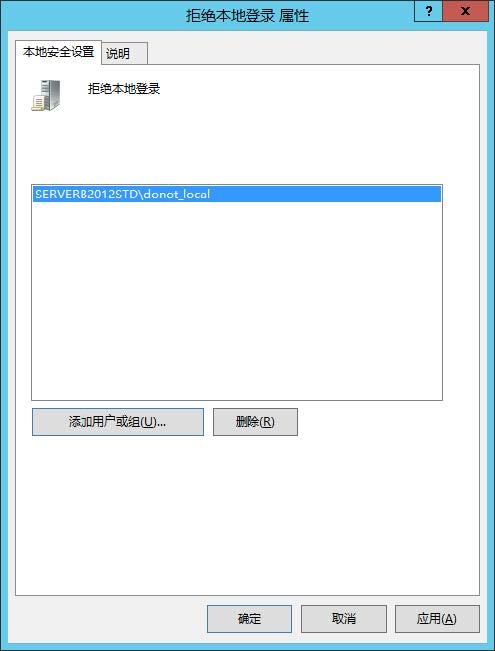 拒绝本地登录 属性
?
x
本地安全设置
说明
拒绝本地登录
SERVERB2012STD\donot_local
添加用户或组(U)...
删除(R)
确定
取消
应用(A)